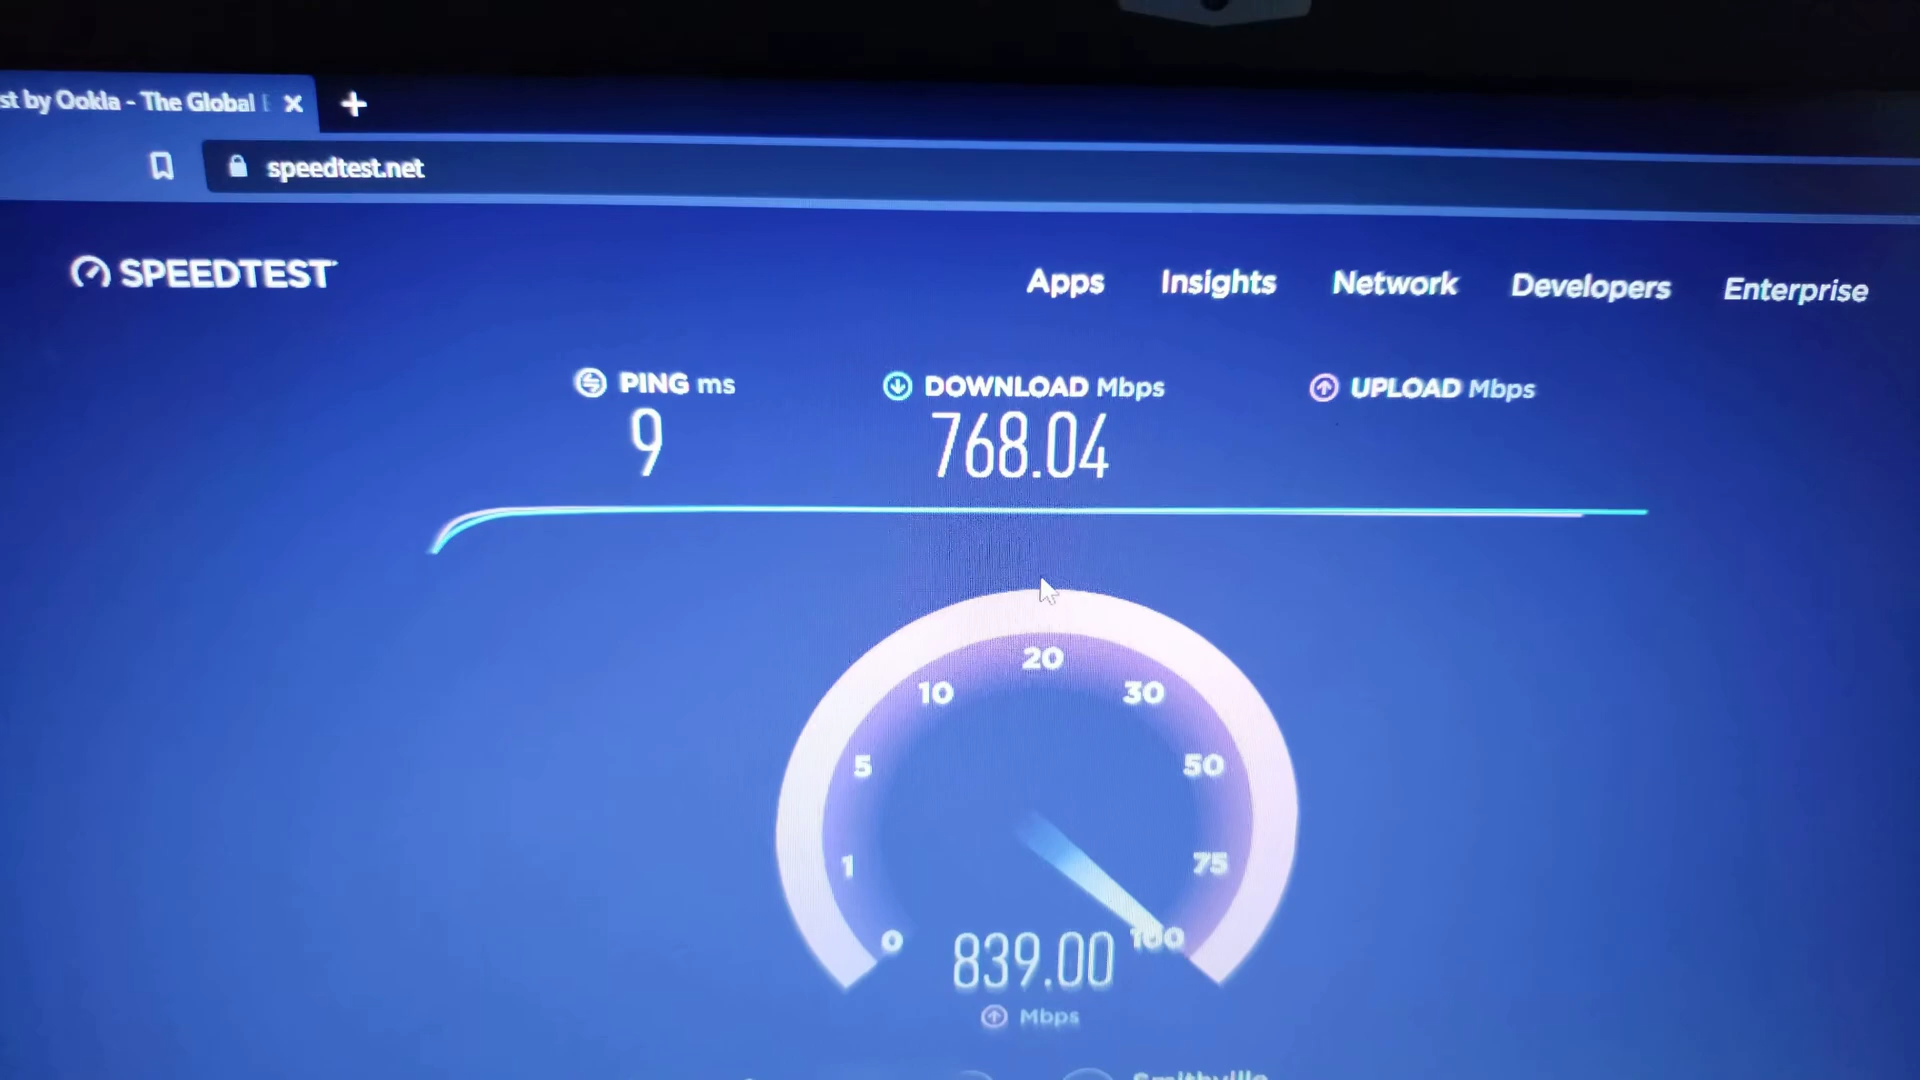 st by Ookla - The Global
speedtest.net
SPEEDTEST
Apps Insights Network Developers Enterprise
PING ms DOWNLOAD Mbps UPLOAD Mbps
9 768.04
20
10 30
5 50
1 75
0 100
839.00
Mbps
Smithville